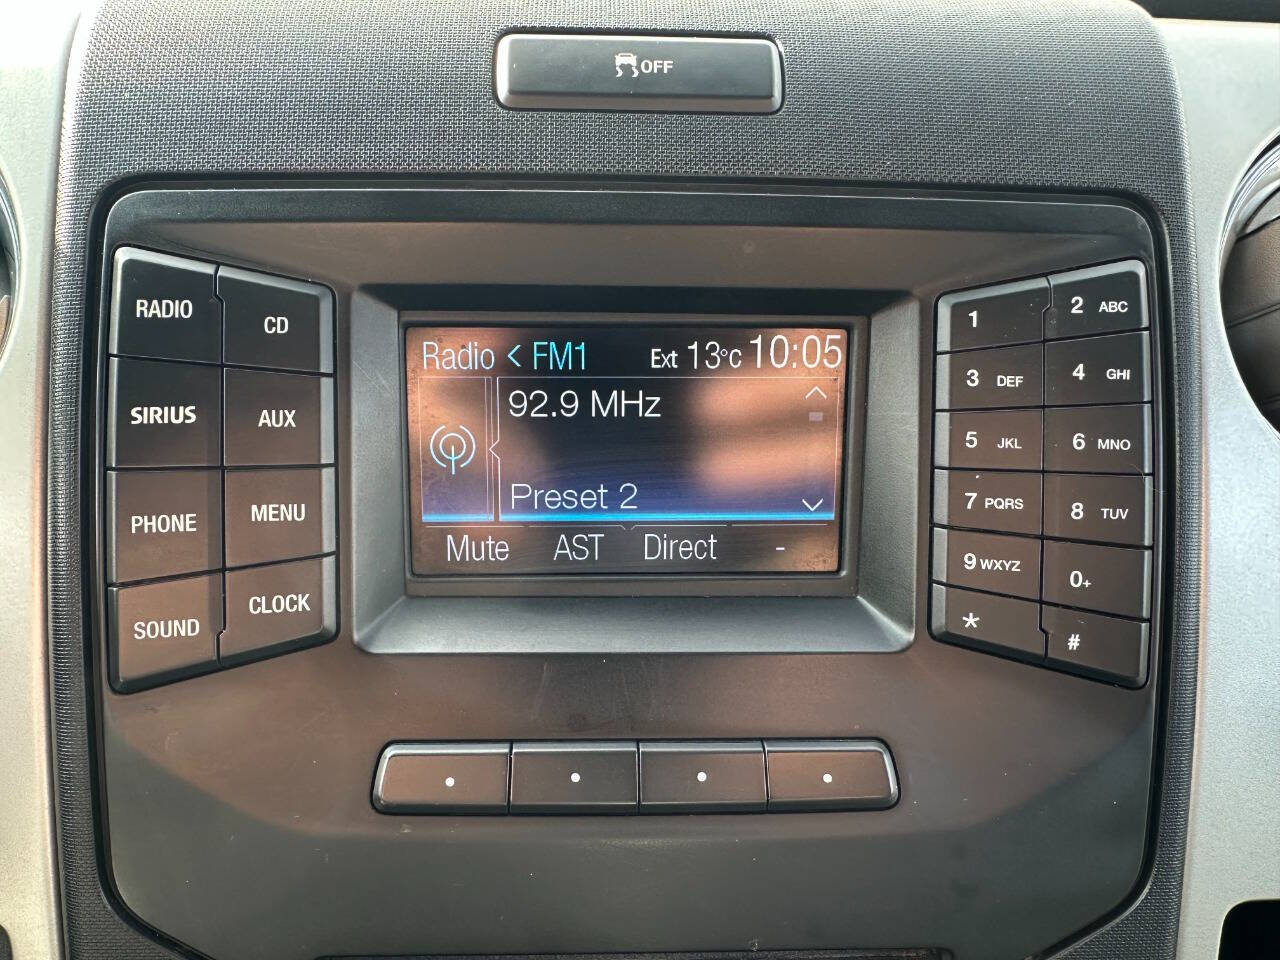 OFF
RADIO
CD
SIRIUS
AUX
PHONE
MENU
SOUND
CLOCK
Radio < FM1 Ext 13°C 10:05
92.9 MHz
Preset 2
Mute AST Direct -
1
2 ABC
3 DEF
4 GHI
5 JKL
6 MNO
7 PQRS
8 TUV
9 WXYZ
0+
*
#